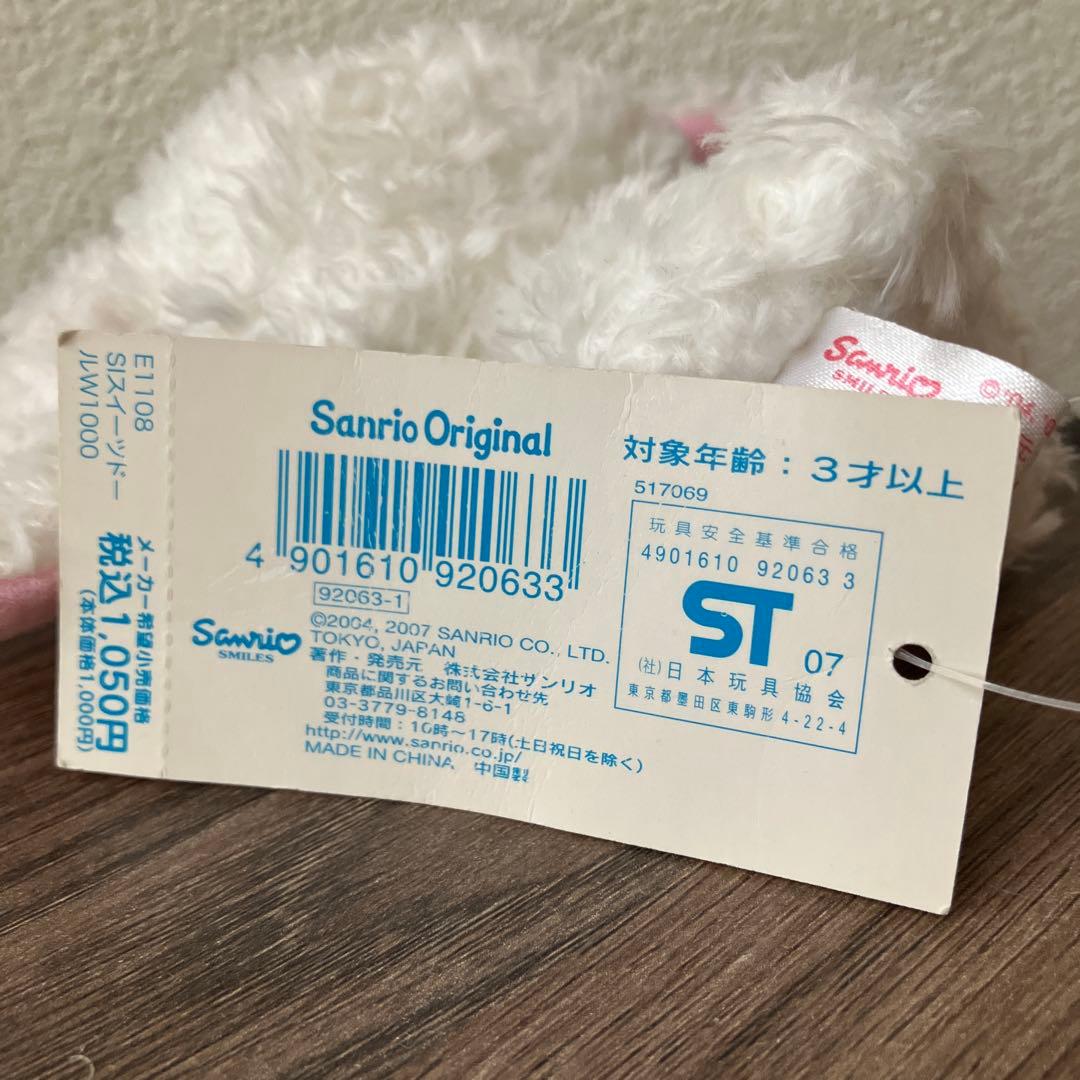 E1108
SIスイーツドー
ルW1000
メーカー希望小売価格
税込1,050円
(本体価格1,000円)
Sanrio Original
4 901610 920633
92063-1
Sanrio
SMILES
©2004, 2007 SANRIO CO., LTD.
TOKYO, JAPAN
著作・発売元 株式会社サンリオ
商品に関するお問い合わせ先
東京都品川区大崎1-6-1
03-3779-8148
受付時間：10時〜17時(土日祝日を除く)
http://www.sanrio.co.jp/
MADE IN CHINA 中国製
対象年齢：3才以上
517069
玩具安全基準合格
4901610 92063 3
ST
07
(社)日本玩具協会
東京都墨田区東駒形4-22-4
Sanrio